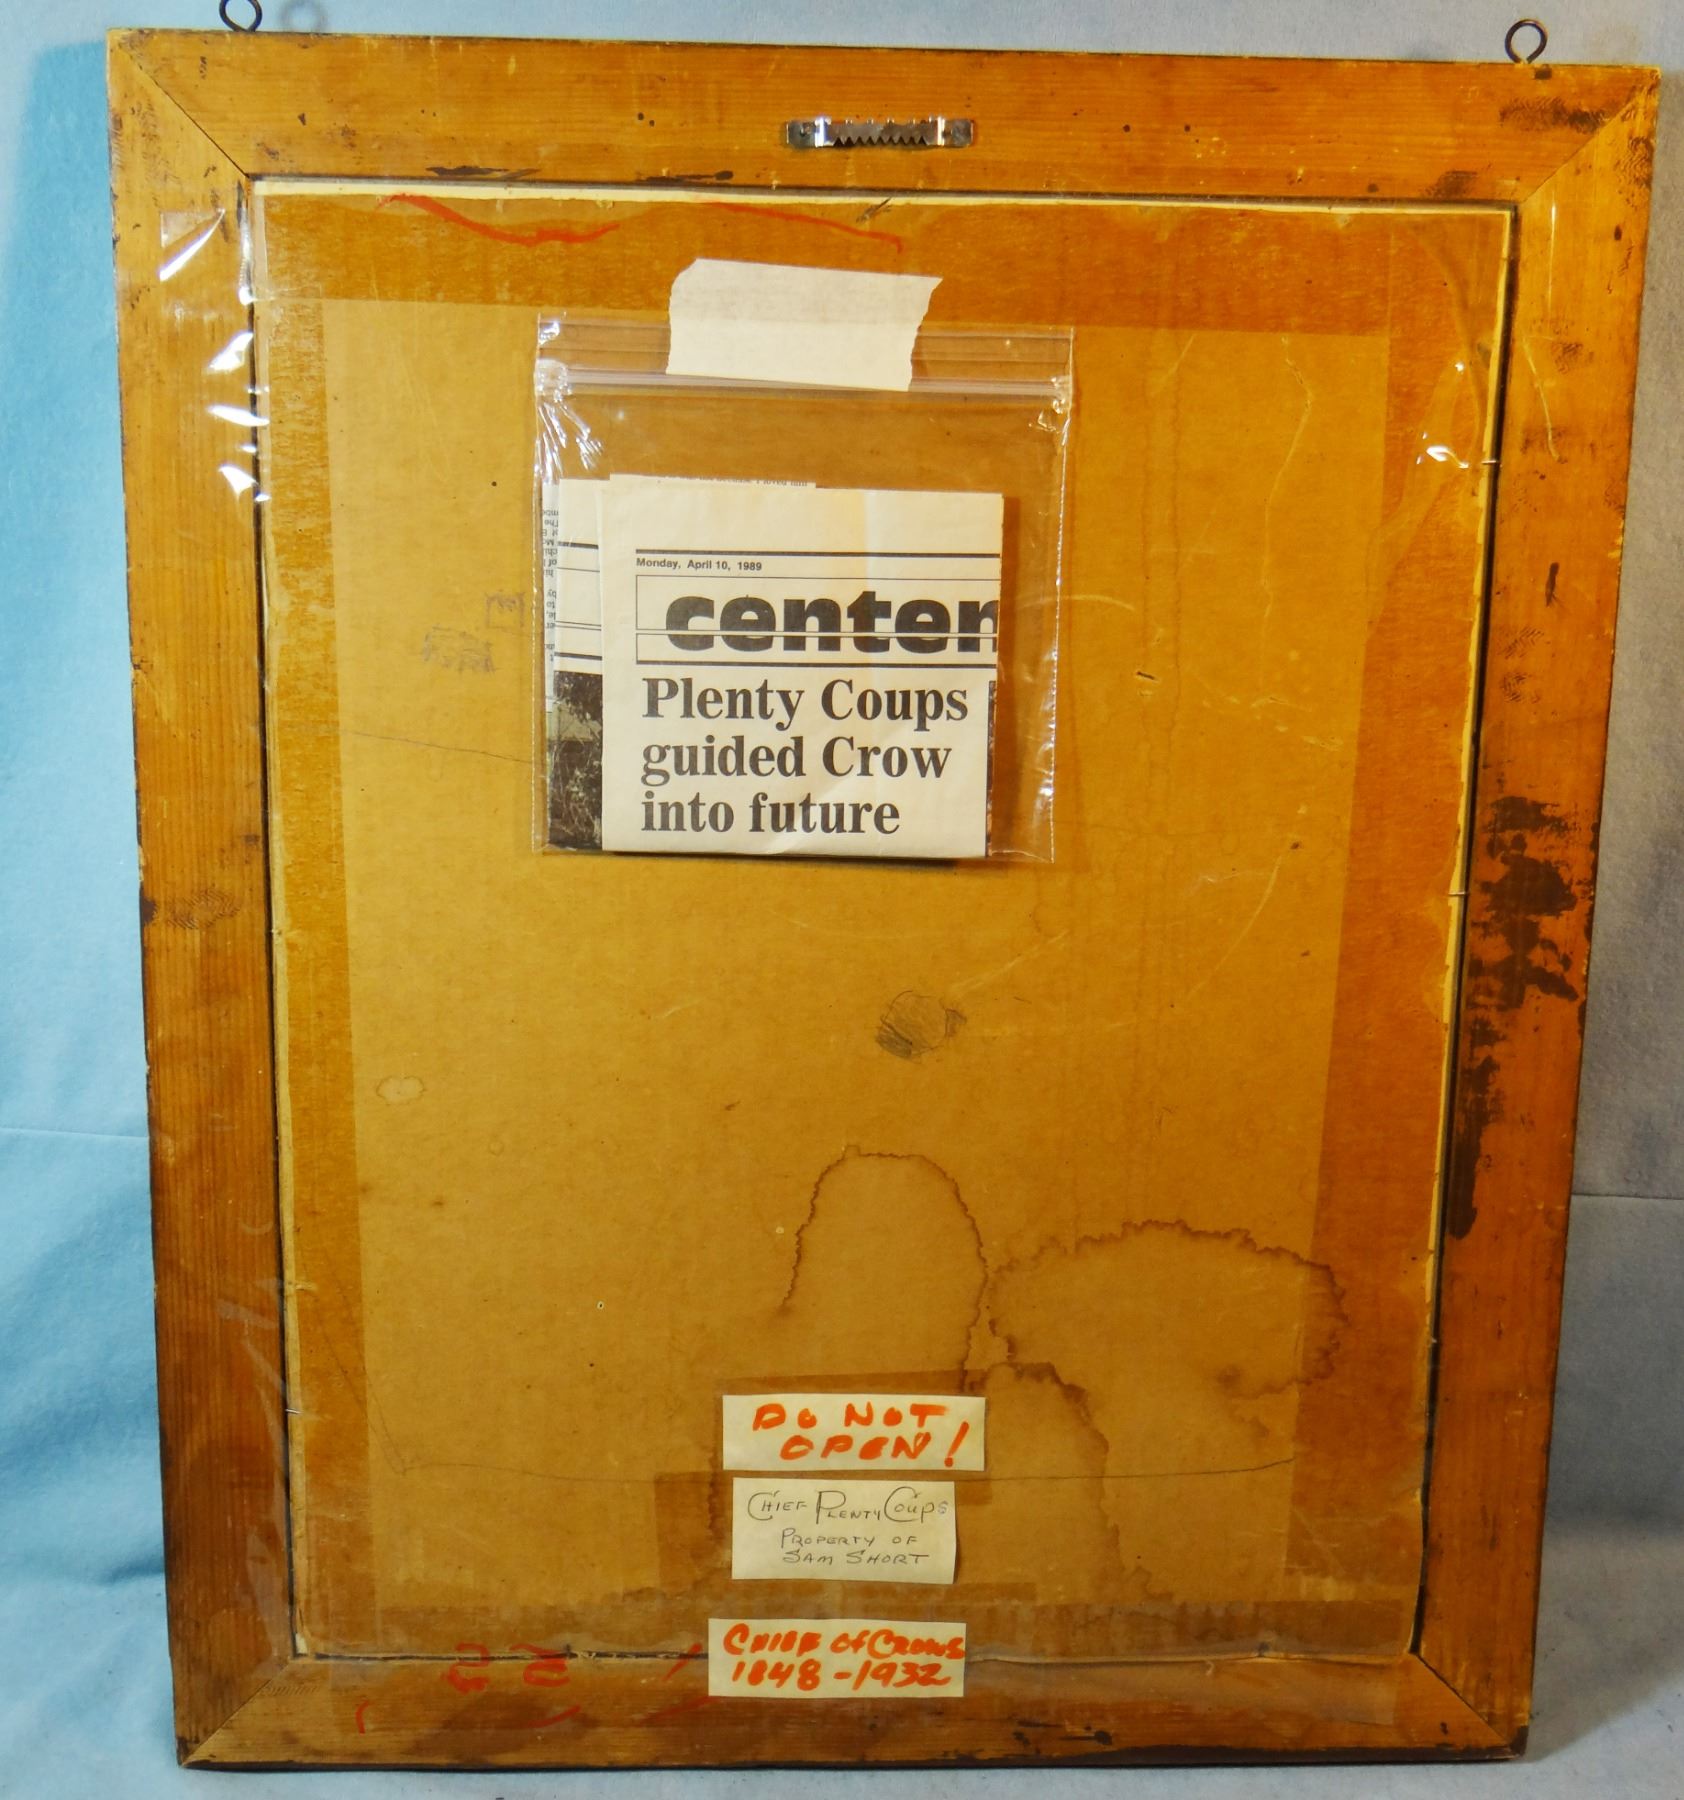 Monday, April 10, 1989
centen
Plenty Coups
guided Crow
into future
DO NOT
OPEN!
CHIEF PLENTY COUPS
PROPERTY OF
SAM SHORT
CHIEF of CROWS
1848-1932